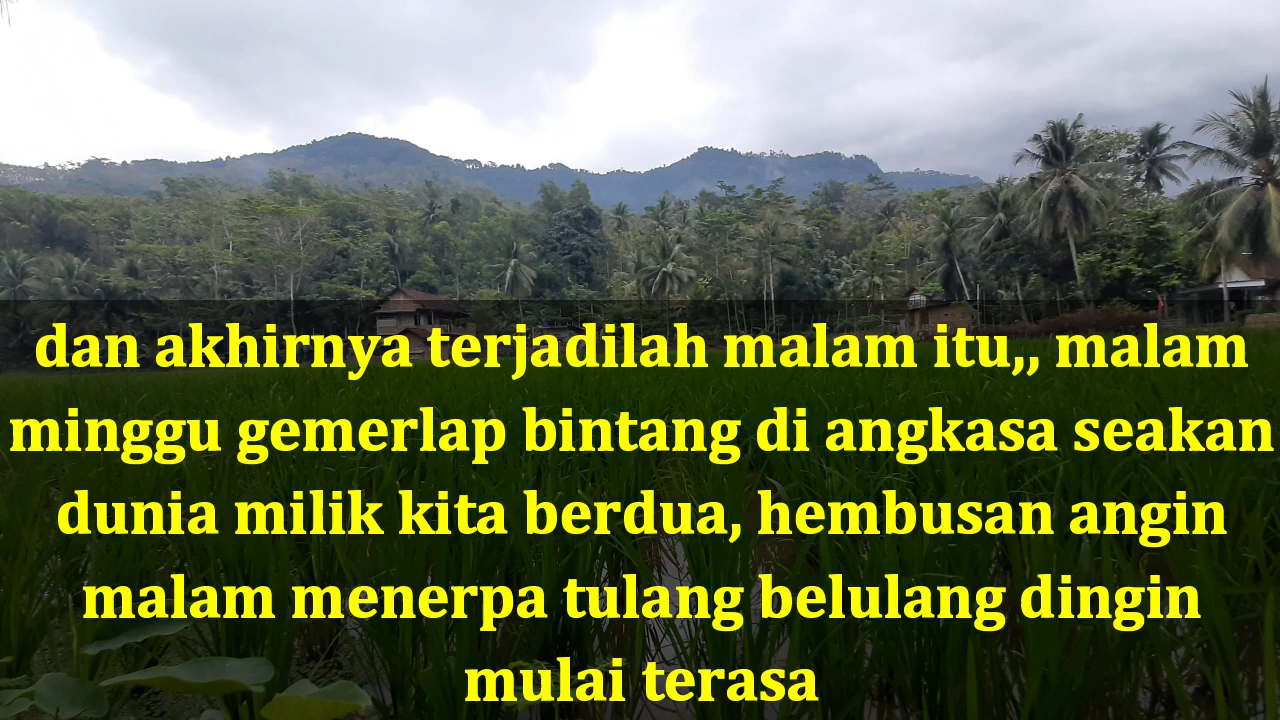 dan akhirnya terjadilah malam itu,, malam
minggu gemerlap bintang di angkasa seakan
dunia milik kita berdua, hembusan angin
malam menerpa tulang belulang dingin
mulai terasa